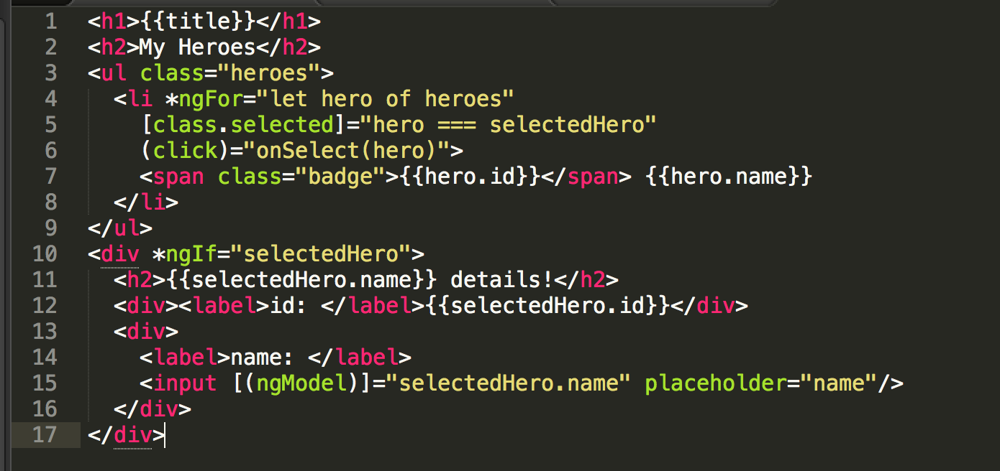 1 <h1>{{title}}</h1>
2 <h2>My Heroes</h2>
3 <ul class="heroes">
4   <li *ngFor="let hero of heroes"
5     [class.selected]="hero === selectedHero"
6     (click)="onSelect(hero)">
7     <span class="badge">{{hero.id}}</span> {{hero.name}}
8   </li>
9 </ul>
10 <div *ngIf="selectedHero">
11   <h2>{{selectedHero.name}} details!</h2>
12   <div><label>id: </label>{{selectedHero.id}}</div>
13   <div>
14     <label>name: </label>
15     <input [(ngModel)]="selectedHero.name" placeholder="name"/>
16   </div>
17 </div>